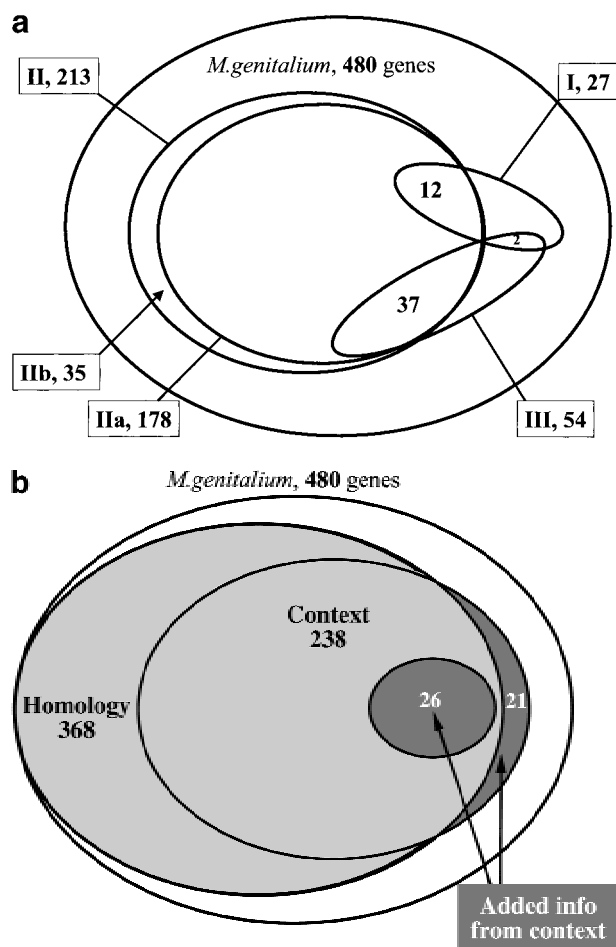 a
M.genitalium, 480 genes
II, 213
I, 27
12
2
37
IIb, 35
IIa, 178
III, 54
b
M.genitalium, 480 genes
Context
238
Homology
368
26
21
Added info
from context